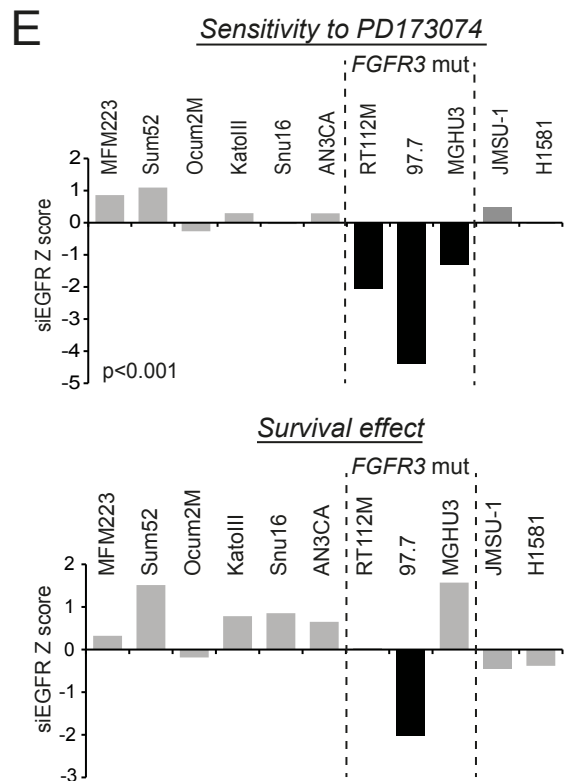 E
Sensitivity to PD173074
FGFR3 mut
MFM223 Sum52 Ocum2M KatoIII Snu16 AN3CA RT112M 97.7 MGHU3 JMSU-1 H1581
siEGFR Z score
2
1
0
-1
-2
-3
-4
-5
p<0.001
Survival effect
FGFR3 mut
MFM223 Sum52 Ocum2M KatoIII Snu16 AN3CA RT112M 97.7 MGHU3 JMSU-1 H1581
siEGFR Z score
2
1
0
-1
-2
-3